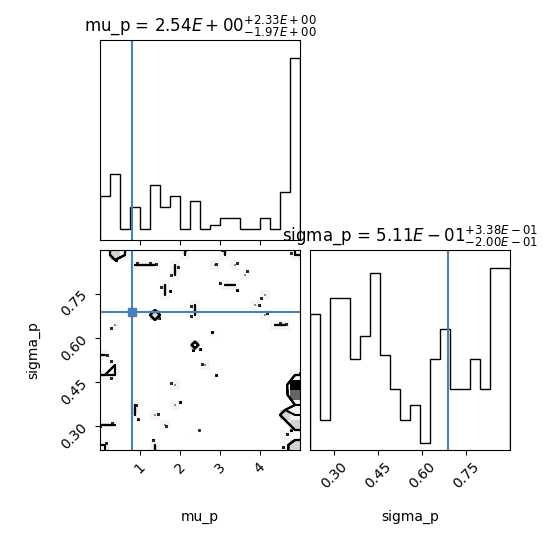 mu_p = 2.54E + 00+2.33E+00−1.97E+00
sigma_p = 5.11E − 01+3.38E−01−2.00E−01
sigma_p
0.75
0.60
0.45
0.30
1
2
3
4
0.30
0.45
0.60
0.75
mu_p
sigma_p